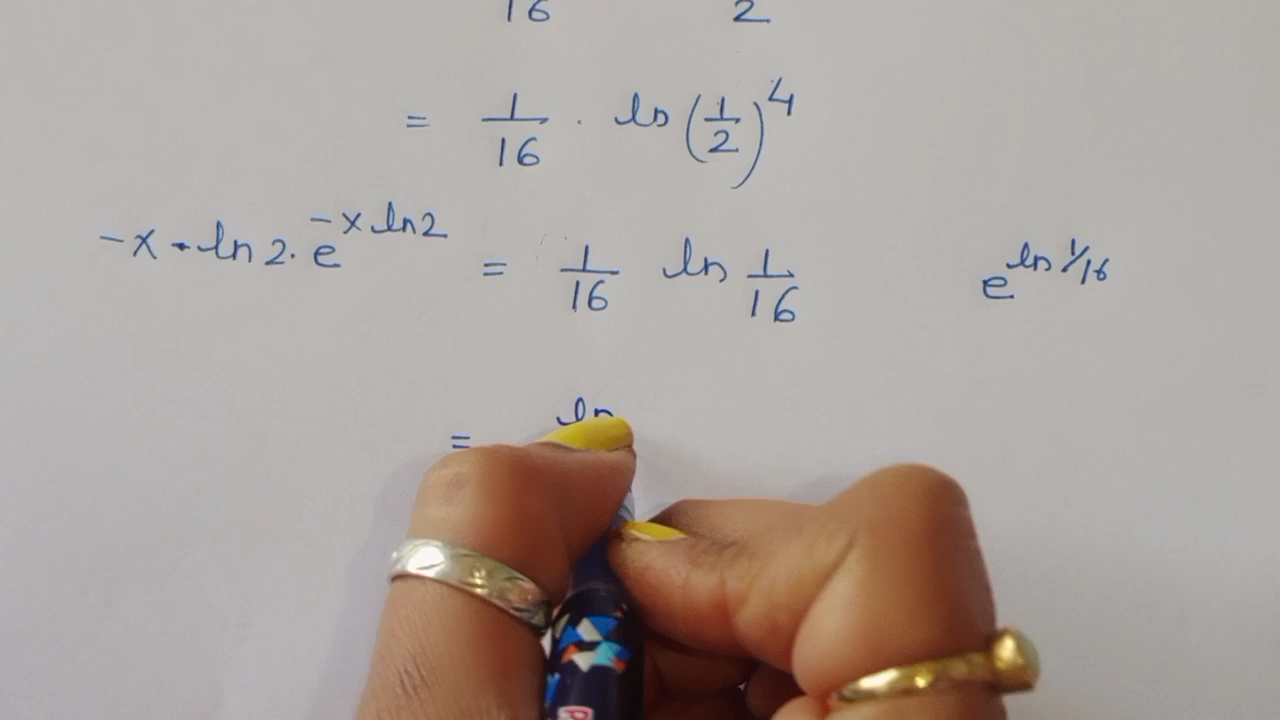 16 2
= 1/16 · ln (1/2)^4
-x · ln 2 · e^(-x ln 2) = 1/16 ln 1/16 e^(ln 1/16)
= ln